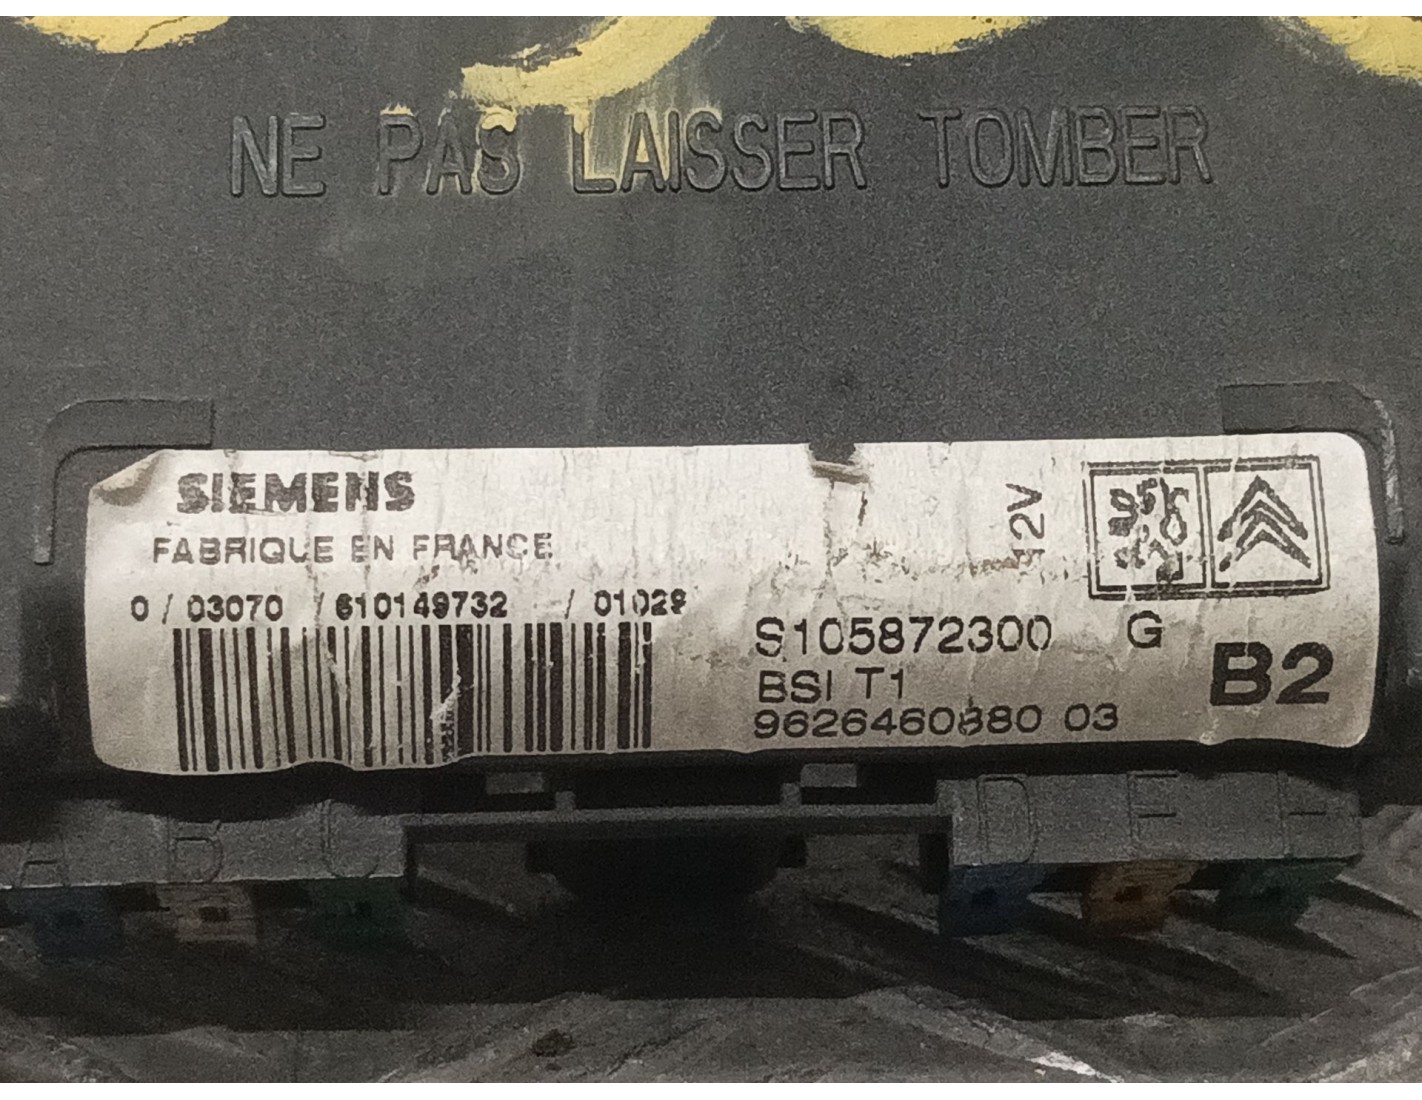 NE PAS LAISSER TOMBER
SIEMENS
FABRIQUE EN FRANCE
12V
0 / 03070 / 610149732 / 01029
S105872300 G
BSI T1
B2
9626460880 03
A B C D E F